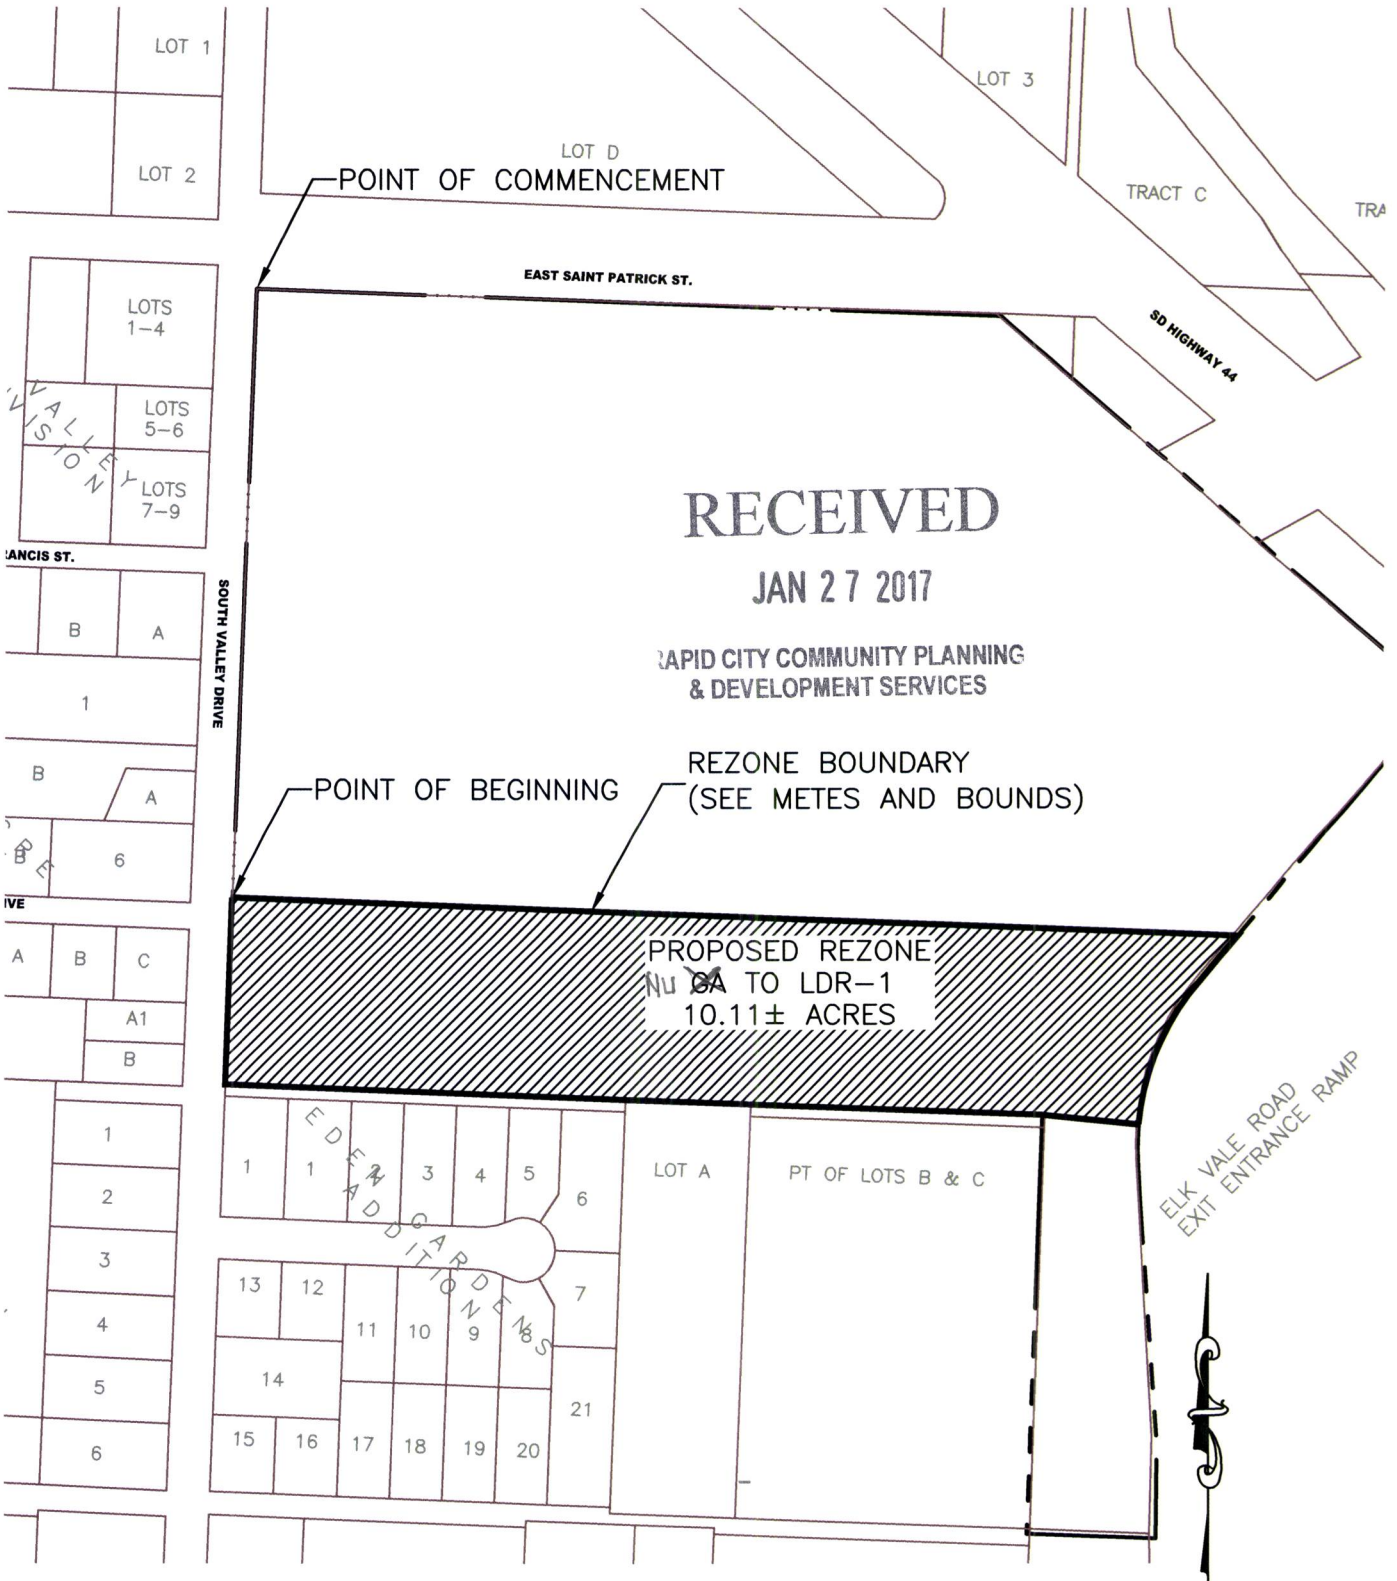 LOT 1
LOT 3
LOT D
LOT 2
POINT OF COMMENCEMENT
TRACT C
TRA
EAST SAINT PATRICK ST.
LOTS
1-4
SD HIGHWAY 44
VALLEY
VISION
LOTS
5-6
LOTS
7-9
RECEIVED
JAN 27 2017
RAPID CITY COMMUNITY PLANNING
& DEVELOPMENT SERVICES
ANCIS ST.
SOUTH VALLEY DRIVE
B
A
1
B
A
B
6
REZONE BOUNDARY
(SEE METES AND BOUNDS)
POINT OF BEGINNING
IVE
A
B
C
A1
B
PROPOSED REZONE
NU GA TO LDR-1
10.11± ACRES
ELK VALE ROAD
EXIT ENTRANCE RAMP
EDEN GARDENS
ADDITION
1
2
3
4
5
6
1
1
2
3
4
5
6
LOT A
PT OF LOTS B & C
7
13
12
11
10
9
8
14
21
15
16
17
18
19
20